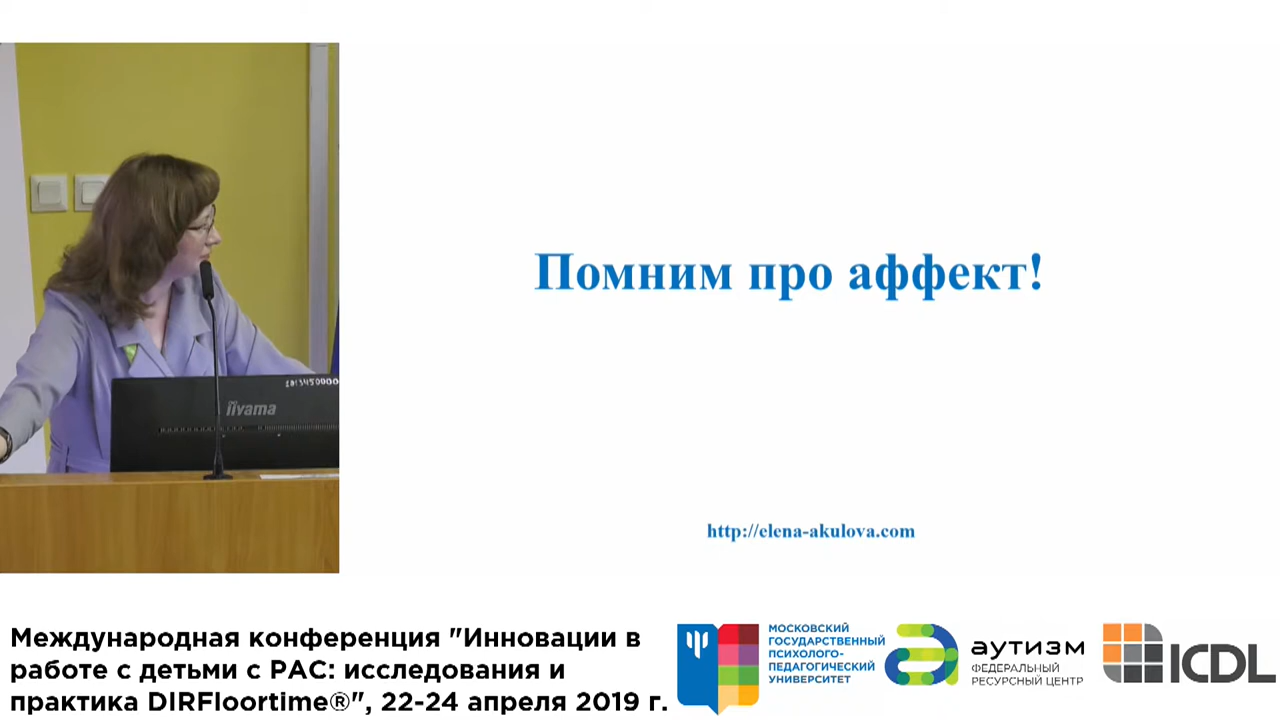 Помним про аффект!
http://elena-akulova.com
iiyama
Международная конференция "Инновации в
работе с детьми с РАС: исследования и
практика DIRFloortime®", 22-24 апреля 2019 г.
МОСКОВСКИЙ
ГОСУДАРСТВЕННЫЙ
ПСИХОЛОГО-
ПЕДАГОГИЧЕСКИЙ
УНИВЕРСИТЕТ
аутизм
ФЕДЕРАЛЬНЫЙ
РЕСУРСНЫЙ ЦЕНТР
ICDL